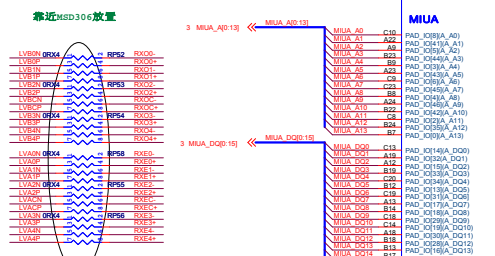 靠近MSD306放置
LVB0N 0RX4 RP52 RXO0-
LVB0P RXO0+
LVB1N RXO1-
LVB1P RXO1+
LVB2N 0RX4 RP53 RXO2-
LVB2P RXO2+
LVBCN RXOC-
LVBCP RXOC+
LVB3N 0RX4 RP54 RXO3-
LVB3P RXO3+
LVB4N RXO4-
LVB4P RXO4+
LVA0N 0RX4 RP58 RXE0-
LVA0P RXE0+
LVA1N RXE1-
LVA1P RXE1+
LVA2N 0RX4 RP55 RXE2-
LVA2P RXE2+
LVACN RXEC-
LVACP RXEC+
LVA3N 0RX4 RP56 RXE3-
LVA3P RXE3+
LVA4N RXE4-
LVA4P RXE4+
3 MIUA_A[0:13] MIUA_A[0:13]
3 MIUA_DQ[0:15] MIUA_DQ[0:15]
MIUA
MIUA_A0 C10 PAD_IO[8](A_A0)
MIUA_A1 A22 PAD_IO[41](A_A1)
MIUA_A2 A9 PAD_IO[5](A_A2)
MIUA_A3 B23 PAD_IO[44](A_A3)
MIUA_A4 B9 PAD_IO[3](A_A4)
MIUA_A5 A23 PAD_IO[43](A_A5)
MIUA_A6 C9 PAD_IO[6](A_A6)
MIUA_A7 C23 PAD_IO[45](A_A7)
MIUA_A8 B8 PAD_IO[4](A_A8)
MIUA_A9 A24 PAD_IO[46](A_A9)
MIUA_A10 B22 PAD_IO[42](A_A10)
MIUA_A11 C8 PAD_IO[2](A_A11)
MIUA_A12 B24 PAD_IO[35](A_A12)
MIUA_A13 B7 PAD_IO[0](A_A13)
MIUA_DQ0 C13 PAD_IO[14](A_DQ0)
MIUA_DQ1 A19 PAD_IO[32](A_DQ1)
MIUA_DQ2 A12 PAD_IO[15](A_DQ2)
MIUA_DQ3 B19 PAD_IO[33](A_DQ3)
MIUA_DQ4 C20 PAD_IO[34](A_DQ4)
MIUA_DQ5 B12 PAD_IO[13](A_DQ5)
MIUA_DQ6 C19 PAD_IO[31](A_DQ6)
MIUA_DQ7 A13 PAD_IO[17](A_DQ7)
MIUA_DQ8 B14 PAD_IO[18](A_DQ8)
MIUA_DQ9 C18 PAD_IO[29](A_DQ9)
MIUA_DQ10 C14 PAD_IO[19](A_DQ10)
MIUA_DQ11 A18 PAD_IO[30](A_DQ11)
MIUA_DQ12 B18 PAD_IO[28](A_DQ12)
MIUA_DQ13 B13 PAD_IO[16](A_DQ13)
MIUA_DQ14 B17